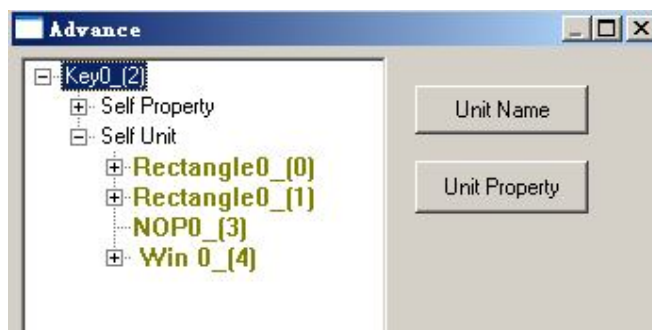 Advance
Key0_(2)
Self Property
Self Unit
Rectangle0_(0)
Rectangle0_(1)
NOP0_(3)
Win 0_(4)
Unit Name
Unit Property